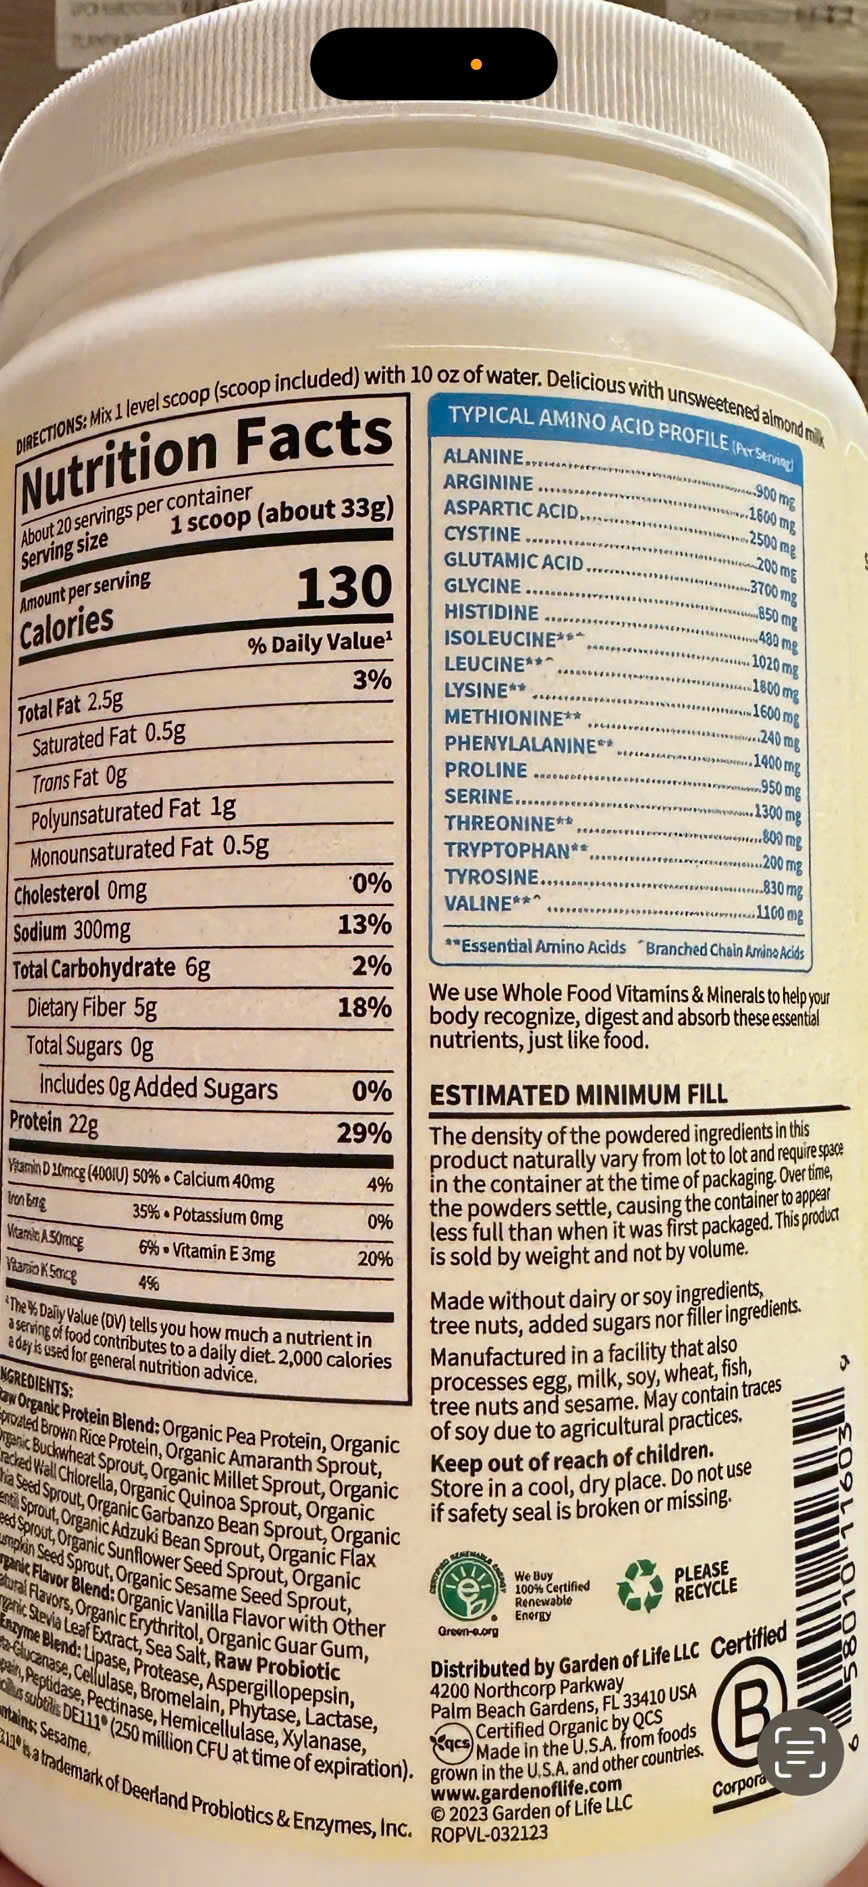 DIRECTIONS: Mix 1 level scoop (scoop included) with 10 oz of water. Delicious with unsweetened almond milk
Nutrition Facts
About 20 servings per container
Serving size 1 scoop (about 33g)
Amount per serving
Calories 130
% Daily Value¹
Total Fat 2.5g 3%
Saturated Fat 0.5g
Trans Fat 0g
Polyunsaturated Fat 1g
Monounsaturated Fat 0.5g
Cholesterol 0mg 0%
Sodium 300mg 13%
Total Carbohydrate 6g 2%
Dietary Fiber 5g 18%
Total Sugars 0g
Includes 0g Added Sugars 0%
Protein 22g 29%
Vitamin D 10mcg (400IU) 50% • Calcium 40mg 4%
Iron 6mg 35% • Potassium 0mg 0%
Vitamin A 50mcg 6% • Vitamin E 3mg 20%
Vitamin K 5mcg 4%
¹The % Daily Value (DV) tells you how much a nutrient in
a serving of food contributes to a daily diet. 2,000 calories
a day is used for general nutrition advice.
INGREDIENTS:
Raw Organic Protein Blend: Organic Pea Protein, Organic
Sprouted Brown Rice Protein, Organic Amaranth Sprout,
Organic Buckwheat Sprout, Organic Millet Sprout, Organic
Cracked Wall Chlorella, Organic Quinoa Sprout, Organic
Chia Seed Sprout, Organic Garbanzo Bean Sprout, Organic
Lentil Sprout, Organic Adzuki Bean Sprout, Organic Flax
Seed Sprout, Organic Sunflower Seed Sprout, Organic
Pumpkin Seed Sprout, Organic Sesame Seed Sprout,
Organic Flavor Blend: Organic Vanilla Flavor with Other
Natural Flavors, Organic Erythritol, Organic Guar Gum,
Organic Stevia Leaf Extract, Sea Salt, Raw Probiotic
Enzyme Blend: Lipase, Protease, Aspergillopepsin,
Beta-Glucanase, Cellulase, Bromelain, Phytase, Lactase,
Papain, Peptidase, Pectinase, Hemicellulase, Xylanase,
Bacillus subtilis DE111® (250 million CFU at time of expiration).
Contains: Sesame.
DE111® is a trademark of Deerland Probiotics & Enzymes, Inc.
TYPICAL AMINO ACID PROFILE (Per Serving)
ALANINE 900 mg
ARGININE 1600 mg
ASPARTIC ACID 2500 mg
CYSTINE 200 mg
GLUTAMIC ACID 3700 mg
GLYCINE 850 mg
HISTIDINE 480 mg
ISOLEUCINE**^ 1020 mg
LEUCINE**^ 1800 mg
LYSINE** 1600 mg
METHIONINE** 240 mg
PHENYLALANINE** 1400 mg
PROLINE 950 mg
SERINE 1300 mg
THREONINE** 800 mg
TRYPTOPHAN** 200 mg
TYROSINE 830 mg
VALINE**^ 1100 mg
**Essential Amino Acids ^Branched Chain Amino Acids
We use Whole Food Vitamins & Minerals to help your
body recognize, digest and absorb these essential
nutrients, just like food.
ESTIMATED MINIMUM FILL
The density of the powdered ingredients in this
product naturally vary from lot to lot and require space
in the container at the time of packaging. Over time,
the powders settle, causing the container to appear
less full than when it was first packaged. This product
is sold by weight and not by volume.
Made without dairy or soy ingredients,
tree nuts, added sugars nor filler ingredients.
Manufactured in a facility that also
processes egg, milk, soy, wheat, fish,
tree nuts and sesame. May contain traces
of soy due to agricultural practices.
Keep out of reach of children.
Store in a cool, dry place. Do not use
if safety seal is broken or missing.
CERTIFIED RENEWABLE ENERGY
Green-e.org
We Buy
100% Certified
Renewable
Energy
PLEASE
RECYCLE
Distributed by Garden of Life LLC
4200 Northcorp Parkway
Palm Beach Gardens, FL 33410 USA
qcs
Certified Organic by QCS
Made in the U.S.A. from foods
grown in the U.S.A. and other countries.
www.gardenoflife.com
© 2023 Garden of Life LLC
ROPVL-032123
Certified
B
Corpora
6 58010 11603 9